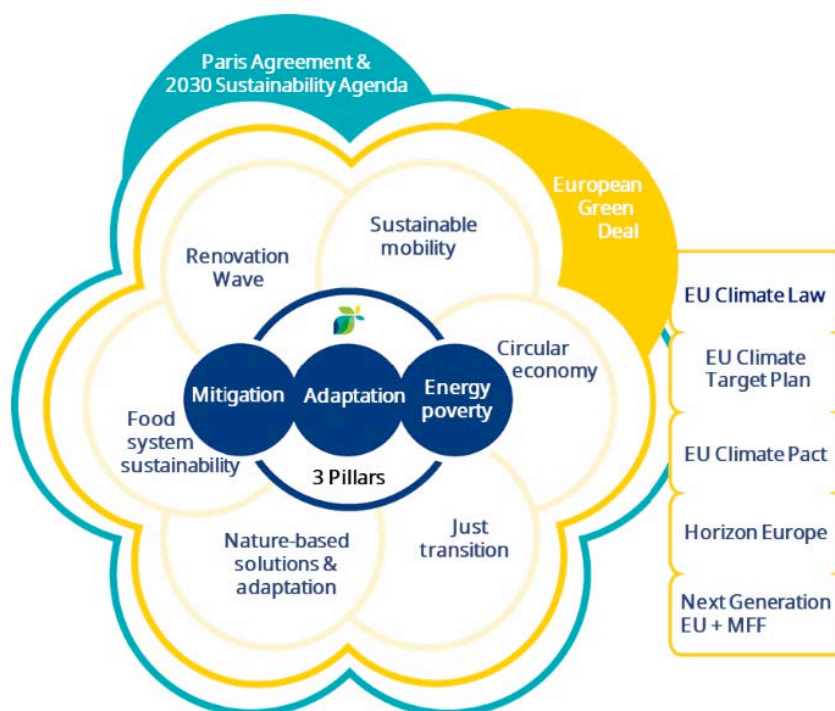 Paris Agreement &
2030 Sustainability Agenda
European
Green
Deal
Sustainable
mobility
Renovation
Wave
EU Climate Law
Circular
economy
EU Climate
Target Plan
Mitigation
Adaptation
Energy
poverty
Food
system
sustainability
3 Pillars
EU Climate Pact
Nature-based
solutions &
adaptation
Just
transition
Horizon Europe
Next Generation
EU + MFF